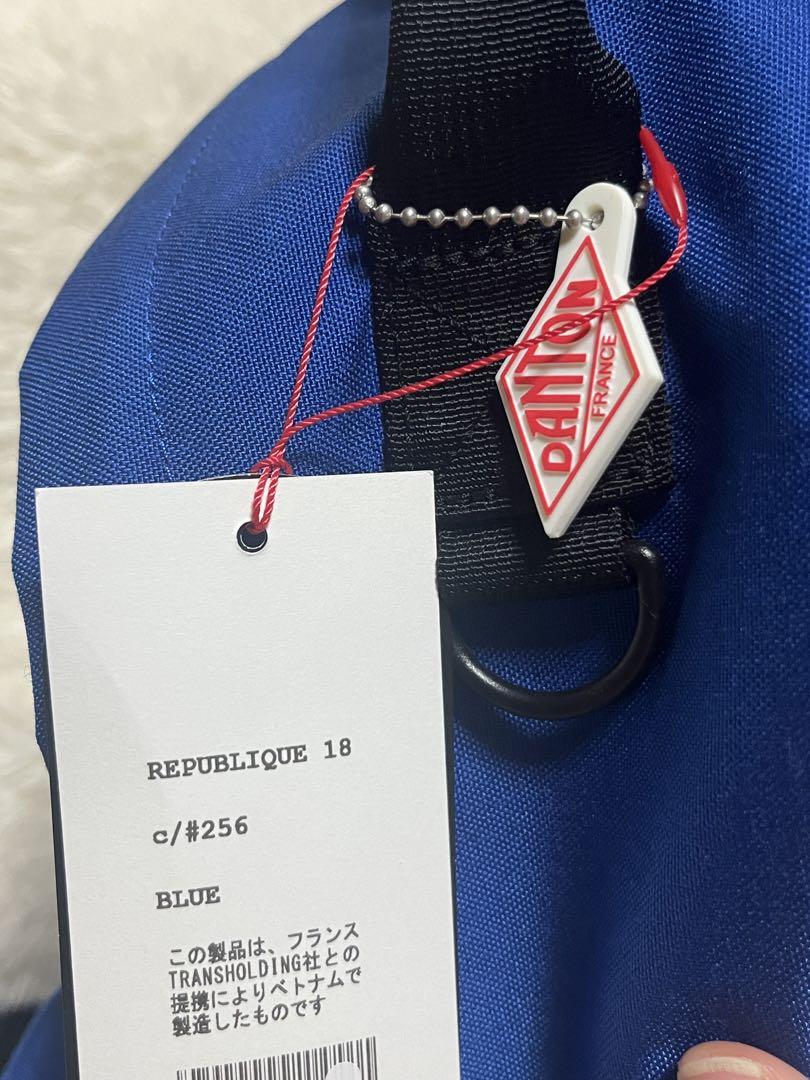 DANTON
FRANCE
REPUBLIQUE 18
c/#256
BLUE
この製品は、フランス
TRANSHOLDING社との
提携によりベトナムで
製造したものです